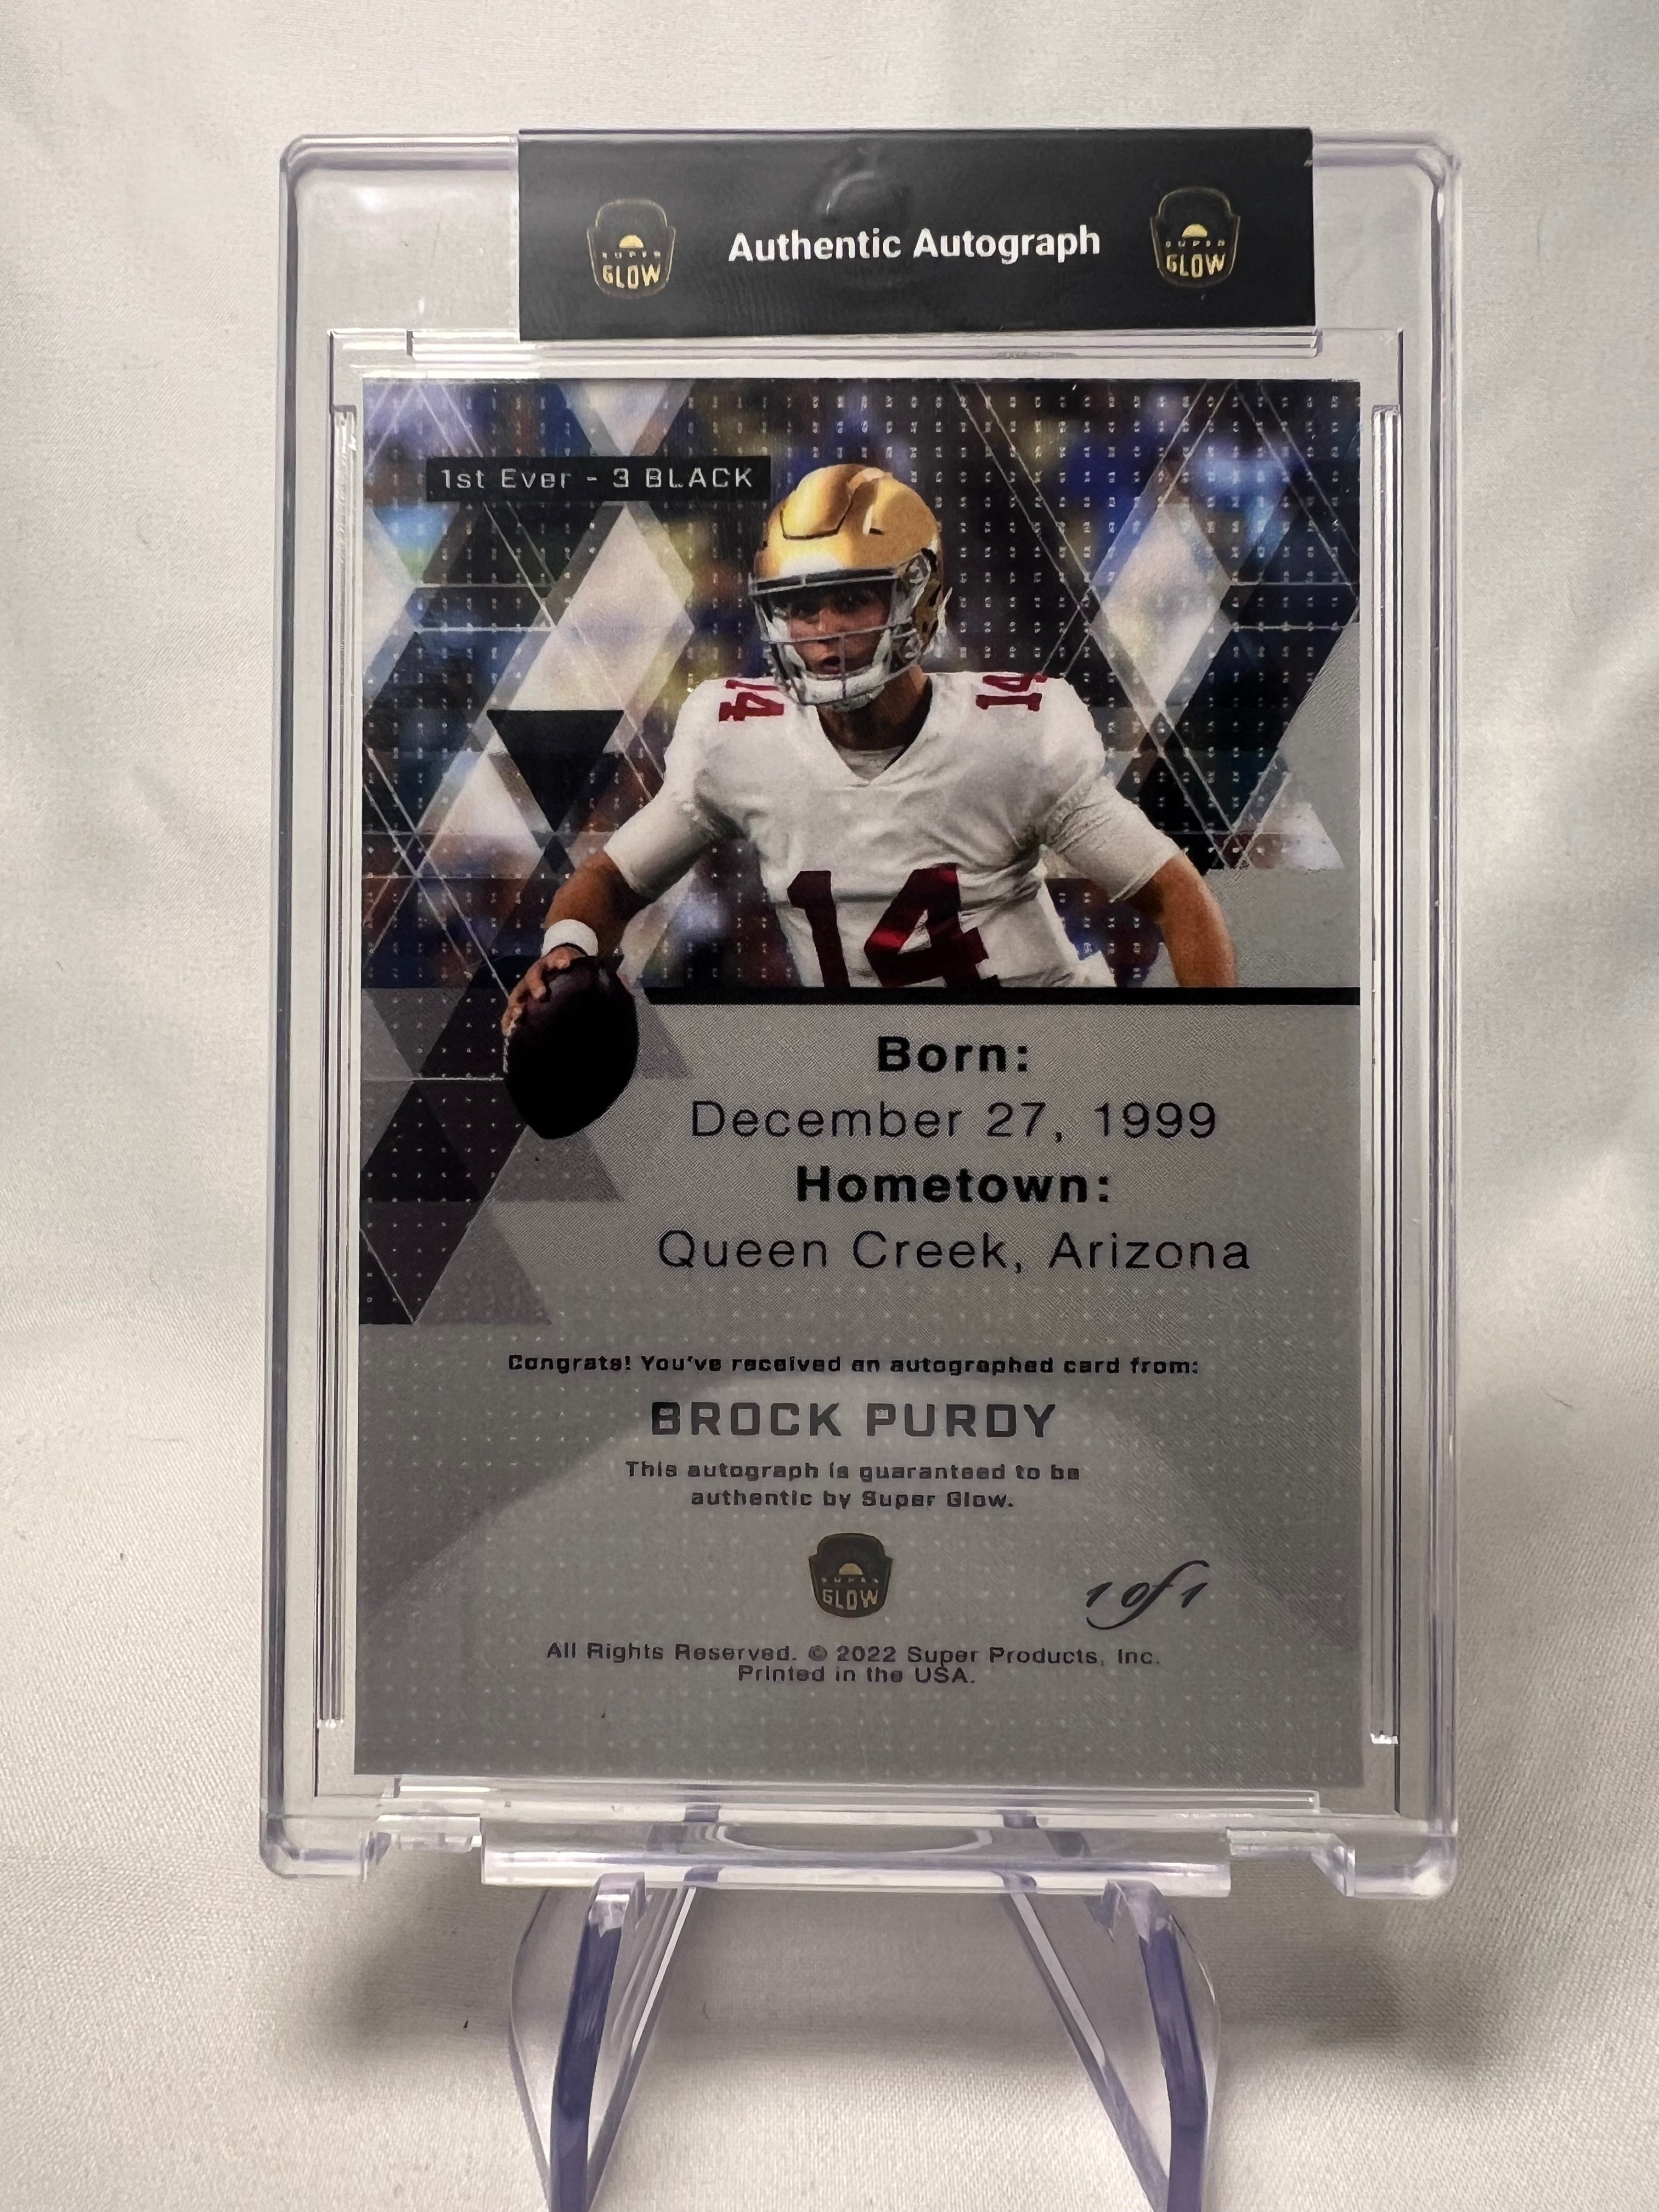 SUPER
GLOW
Authentic Autograph
SUPER
GLOW
1st Ever - 3 BLACK
14
14
14
Born:
December 27, 1999
Hometown:
Queen Creek, Arizona
Congrats! You've received an autographed card from:
BROCK PURDY
This autograph is guaranteed to be
authentic by Super Glow.
SUPER
GLOW
1 of 1
All Rights Reserved. © 2022 Super Products, Inc.
Printed in the USA.